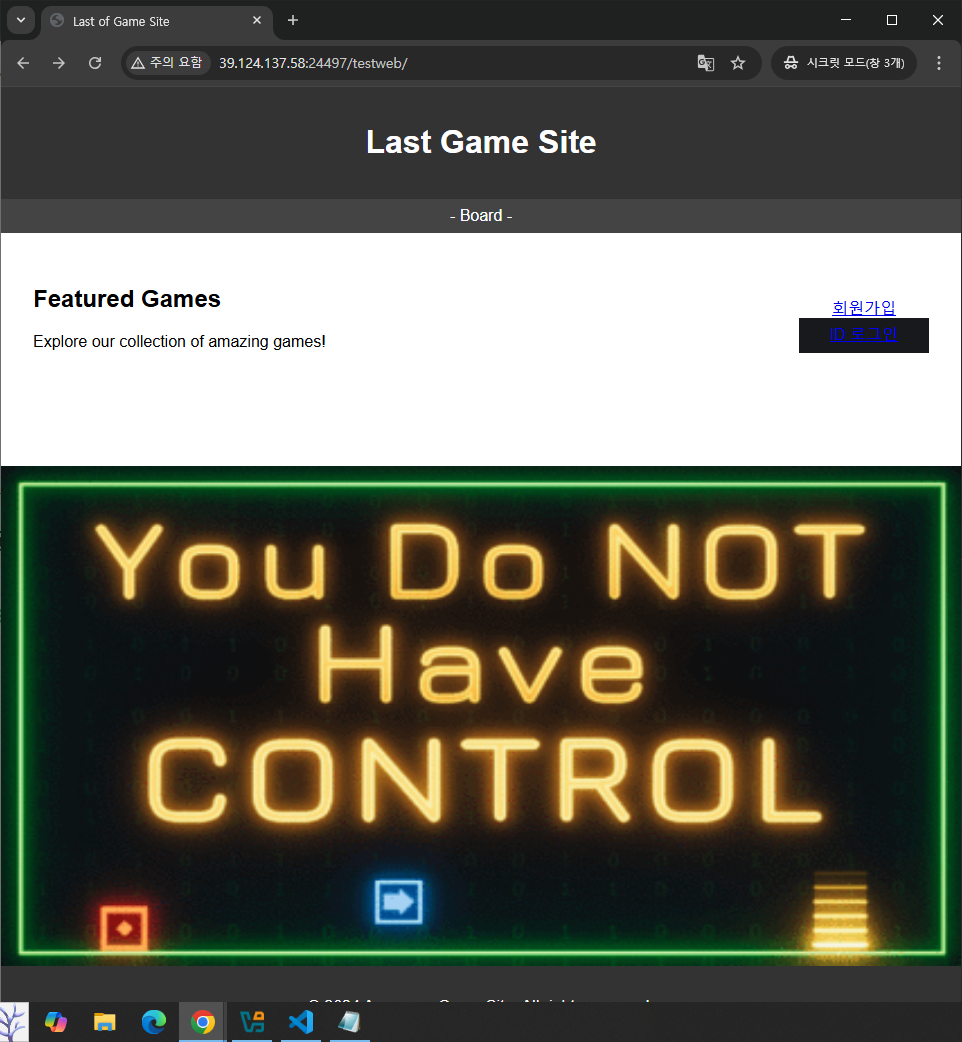 Last of Game Site
주의 요함
39.124.137.58:24497/testweb/
시크릿 모드(창 3개)
Last Game Site
- Board -
Featured Games
Explore our collection of amazing games!
회원가입
ID 로그인
You Do NOT
Have
CONTROL